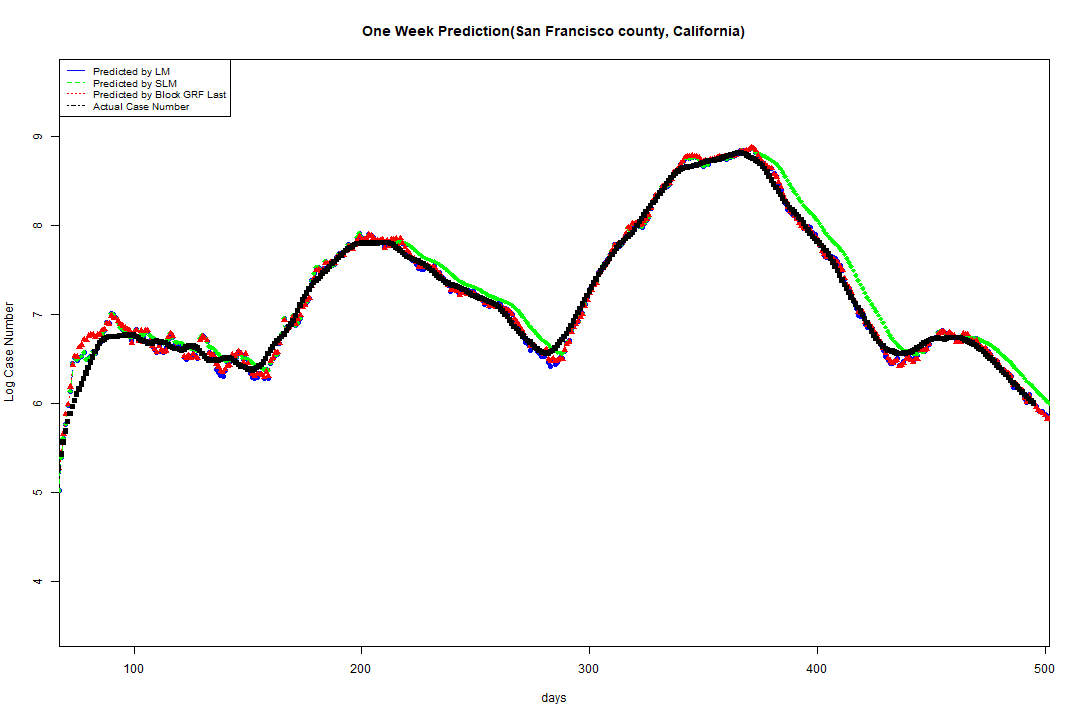 One Week Prediction(San Francisco county, California)
Predicted by LM
Predicted by SLM
Predicted by Block GRF Last
Actual Case Number
9
8
7
6
5
4
Log Case Number
100 200 300 400 500
days